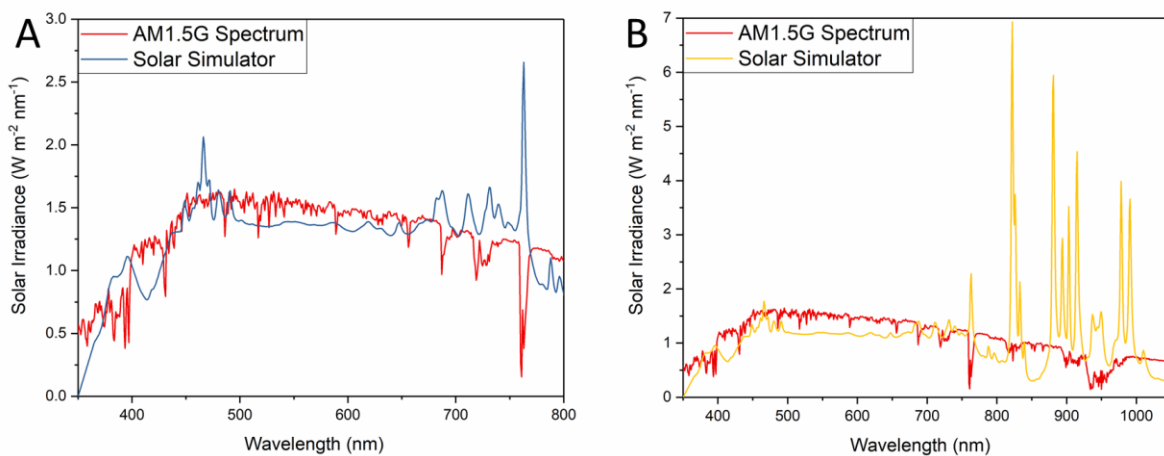 A
AM1.5G Spectrum
Solar Simulator
3.0
2.5
2.0
1.5
1.0
0.5
0.0
Solar Irradiance (W m⁻² nm⁻¹)
400 500 600 700 800
Wavelength (nm)
B
AM1.5G Spectrum
Solar Simulator
7
6
5
4
3
2
1
0
Solar Irradiance (W m⁻² nm⁻¹)
400 500 600 700 800 900 1000
Wavelength (nm)